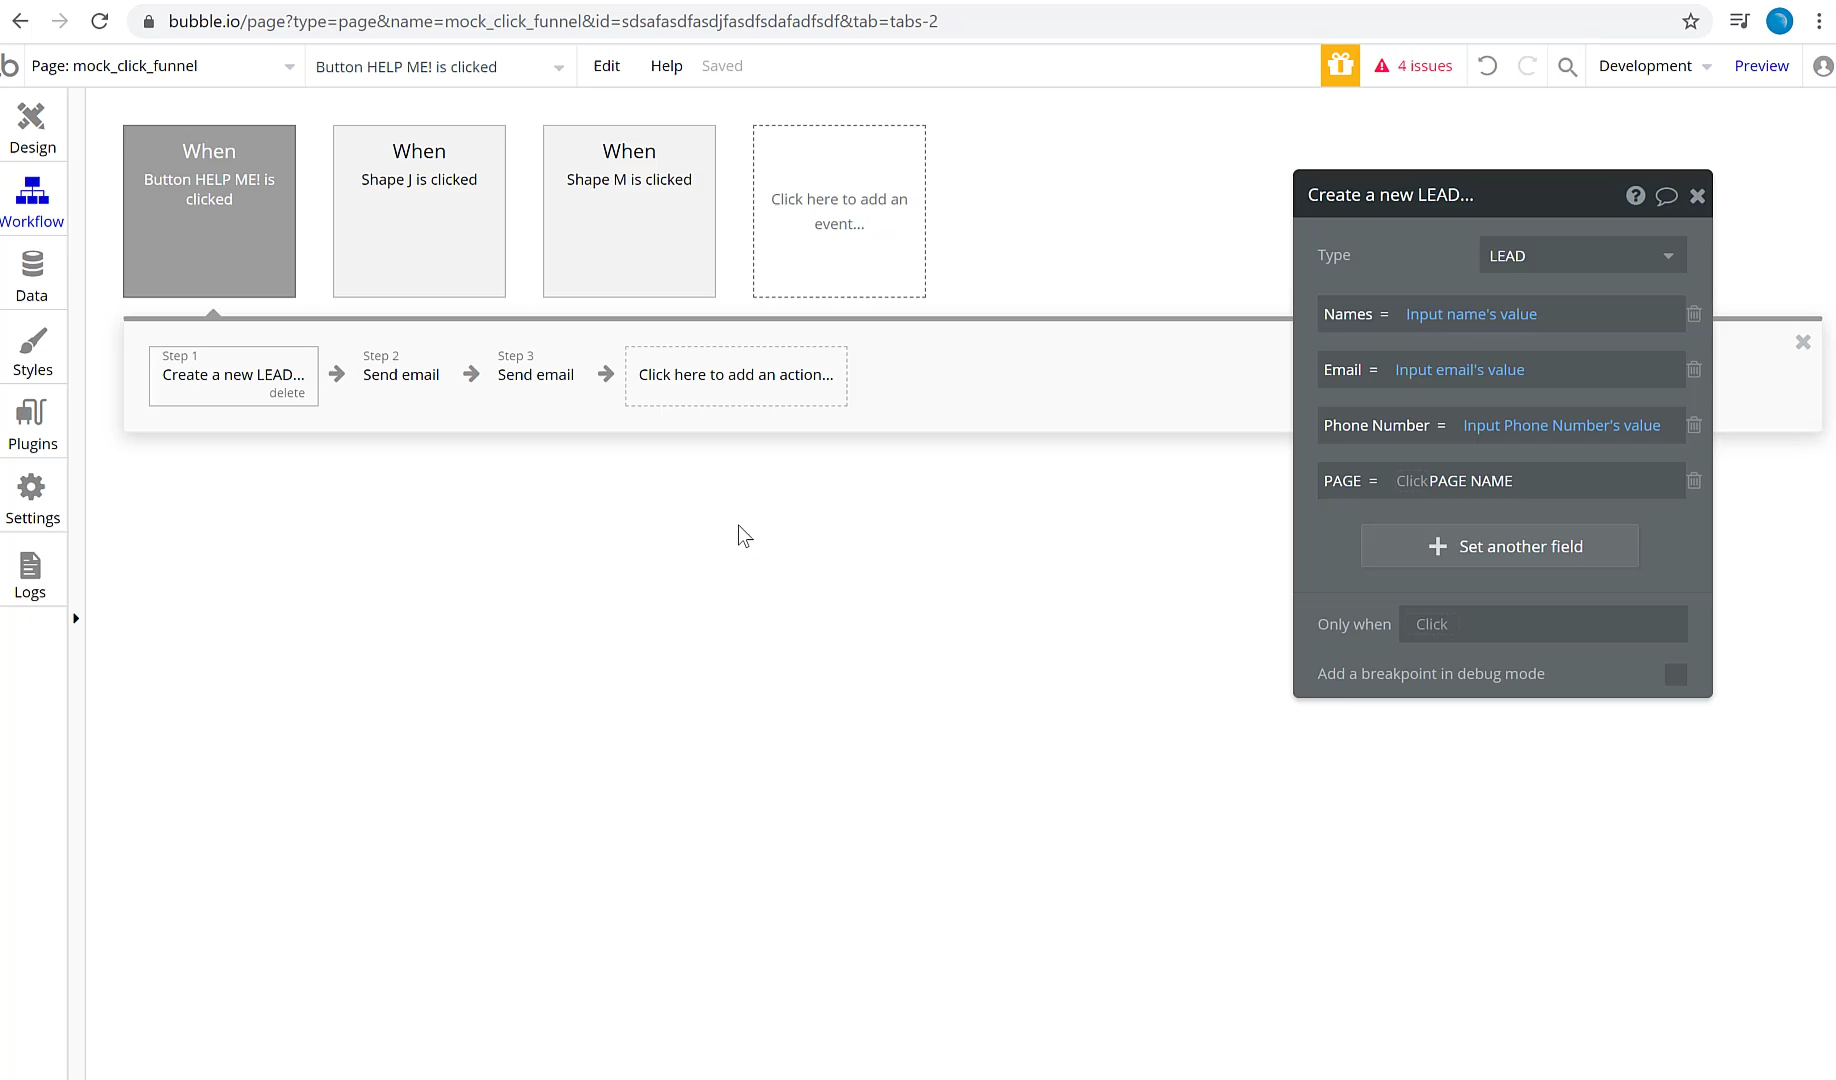 bubble.io/page?type=page&name=mock_click_funnel&id=sdsafasdfasdjfasdfsdafadfsdf&tab=tabs-2
b Page: mock_click_funnel
Button HELP ME! is clicked
Edit
Help
Saved
4 issues
Development
Preview
Design
Workflow
Data
Styles
Plugins
Settings
Logs
When
Button HELP ME! is
clicked
When
Shape J is clicked
When
Shape M is clicked
Click here to add an
event...
Step 1
Create a new LEAD...
delete
Step 2
Send email
Step 3
Send email
Click here to add an action...
Create a new LEAD...
Type
LEAD
Names = Input name's value
Email = Input email's value
Phone Number = Input Phone Number's value
PAGE = ClickPAGE NAME
+ Set another field
Only when Click
Add a breakpoint in debug mode